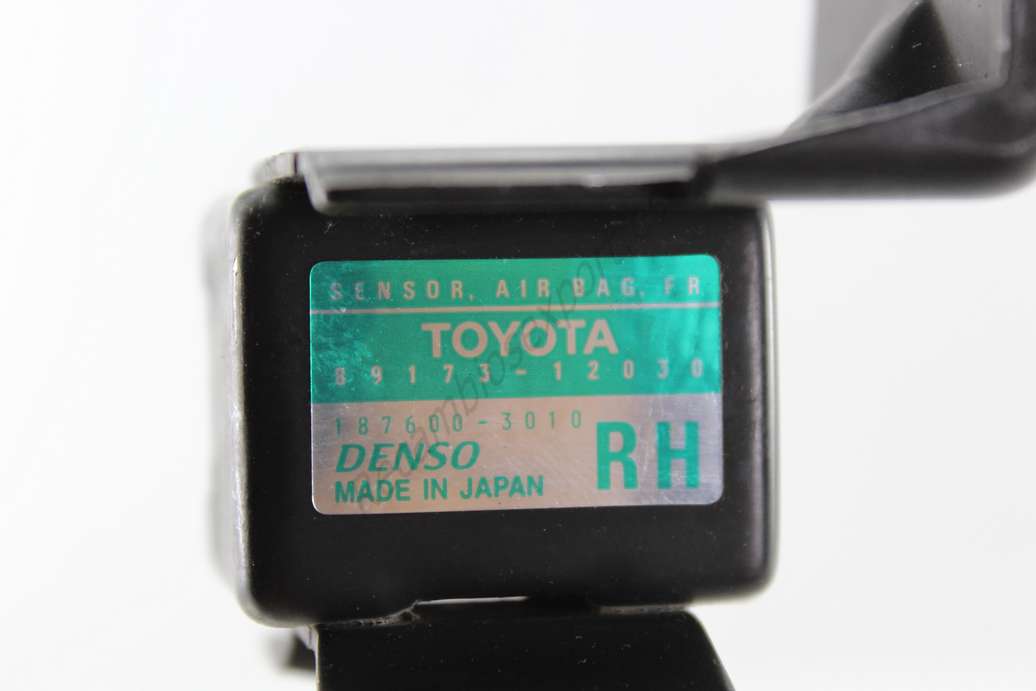 SENSOR, AIR BAG, FR
TOYOTA
89173-12030
187600-3010
DENSO
RH
MADE IN JAPAN